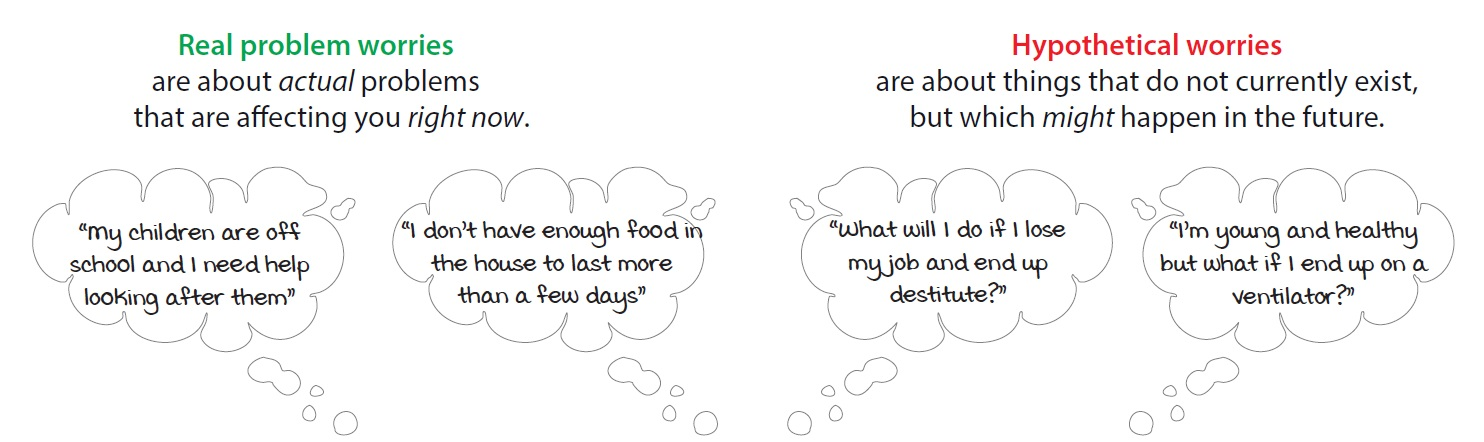 Real problem worries
are about actual problems
that are affecting you right now.
Hypothetical worries
are about things that do not currently exist,
but which might happen in the future.
“My children are off
school and I need help
looking after them”
“I don’t have enough food in
the house to last more
than a few days”
“What will I do if I lose
my job and end up
destitute?”
“I’m young and healthy
but what if I end up on a
ventilator?”